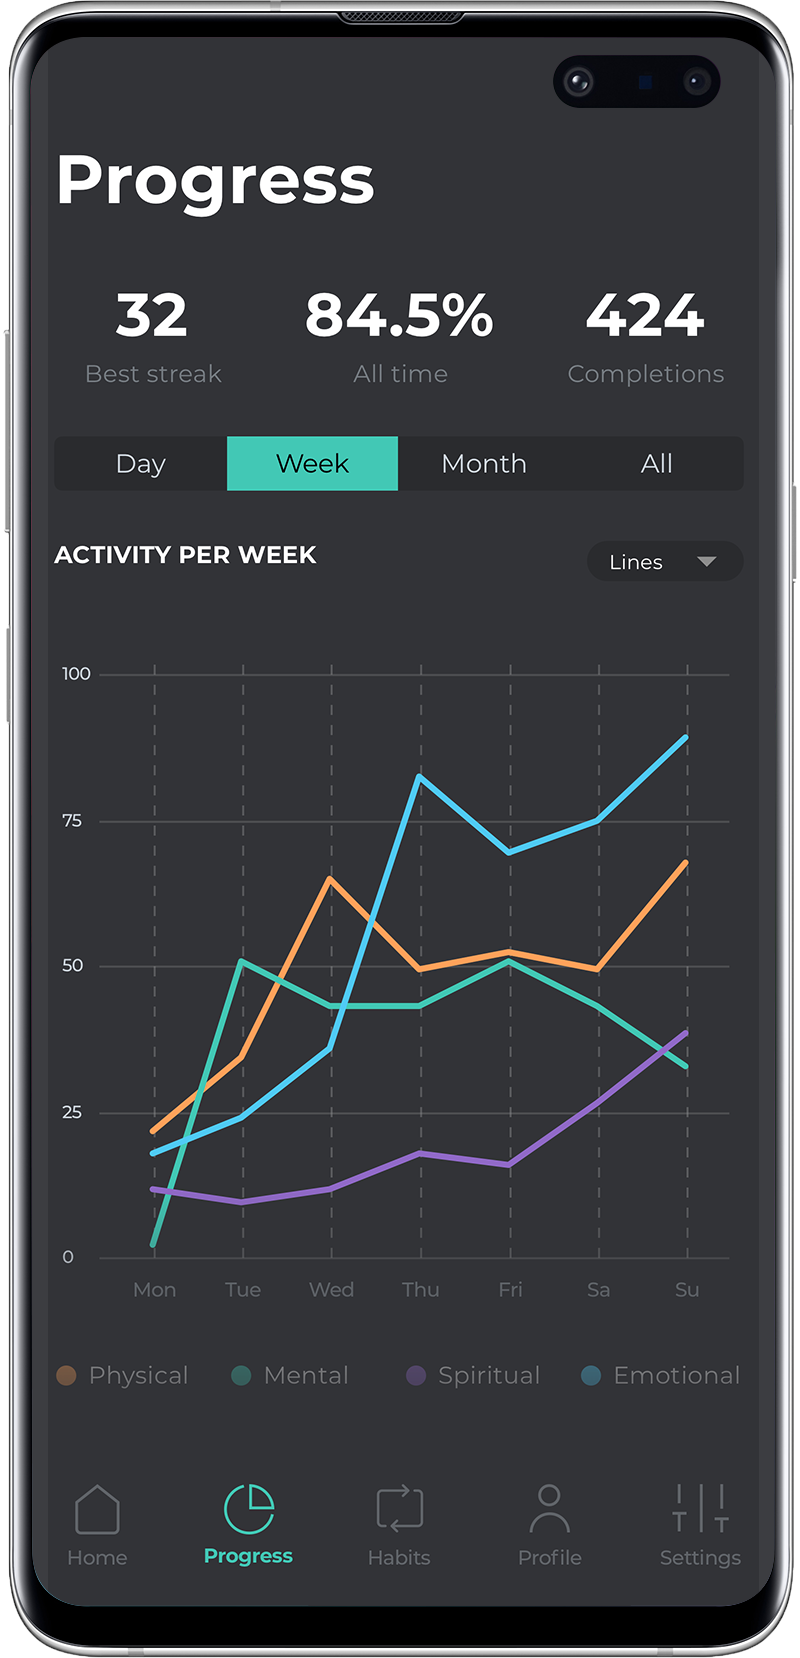 Progress
32 84.5% 424
Best streak All time Completions
Day Week Month All
ACTIVITY PER WEEK
Lines
100
75
50
25
0
Mon Tue Wed Thu Fri Sa Su
Physical Mental Spiritual Emotional
Home Progress Habits Profile Settings